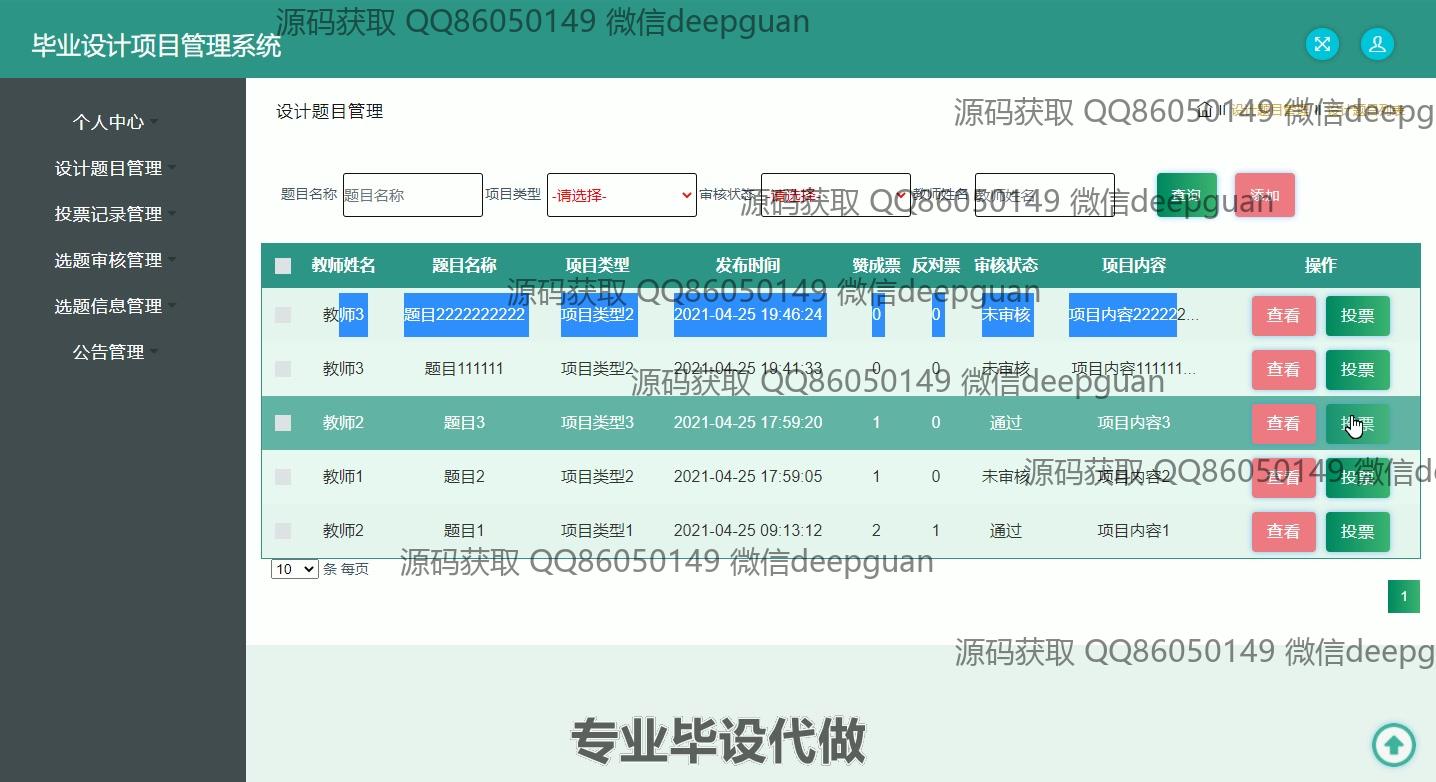 源码获取 QQ86050149 微信deepguan
毕业设计项目管理系统
个人中心
设计题目管理
投票记录管理
选题审核管理
选题信息管理
公告管理
设计题目管理
设计题目管理
设计题目列表
源码获取 QQ86050149 微信deepg
题目名称 题目名称 项目类型 -请选择- 审核状态 -请选择- 教师姓名 教师姓名 查询 添加
源码获取 QQ86050149 微信deepguan
教师姓名 题目名称 项目类型 发布时间 赞成票 反对票 审核状态 项目内容 操作
源码获取 QQ86050149 微信deepguan
教师3 题目2222222222 项目类型2 2021-04-25 19:46:24 0 0 未审核 项目内容222222... 查看 投票
教师3 题目111111 项目类型2 2021-04-25 19:41:33 0 0 未审核 项目内容111111... 查看 投票
源码获取 QQ86050149 微信deepguan
教师2 题目3 项目类型3 2021-04-25 17:59:20 1 0 通过 项目内容3 查看 投票
教师1 题目2 项目类型2 2021-04-25 17:59:05 1 0 未审核 项目内容2 查看 投票
源码获取 QQ86050149 微信de
教师2 题目1 项目类型1 2021-04-25 09:13:12 2 1 通过 项目内容1 查看 投票
10 条 每页
源码获取 QQ86050149 微信deepguan
1
源码获取 QQ86050149 微信deepg
专业毕设代做